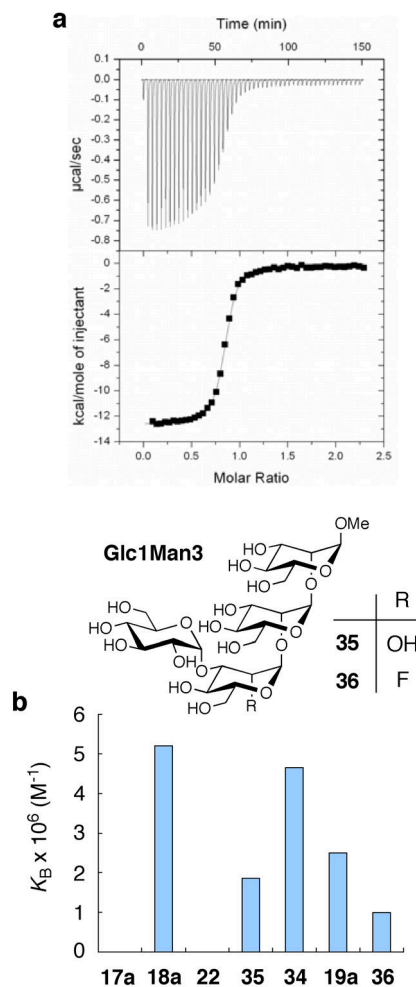 a
Time (min)
0 50 100 150
0.1
0.0
-0.1
-0.2
-0.3
-0.4
-0.5
-0.6
-0.7
-0.8
µcal/sec
0
-2
-4
-6
-8
-10
-12
-14
kcal/mole of injectant
0.0 0.5 1.0 1.5 2.0 2.5
Molar Ratio
Glc1Man3
OMe
HO
HO
O
HO
O
HO
HO
O
HO
O
HO
HO
HO
O
HO
OH
O
HO
HO
O
HO
R
R
35 OH
36 F
b
K_B x 10⁶ (M⁻¹)
6
5
4
3
2
1
0
17a 18a 22 35 34 19a 36